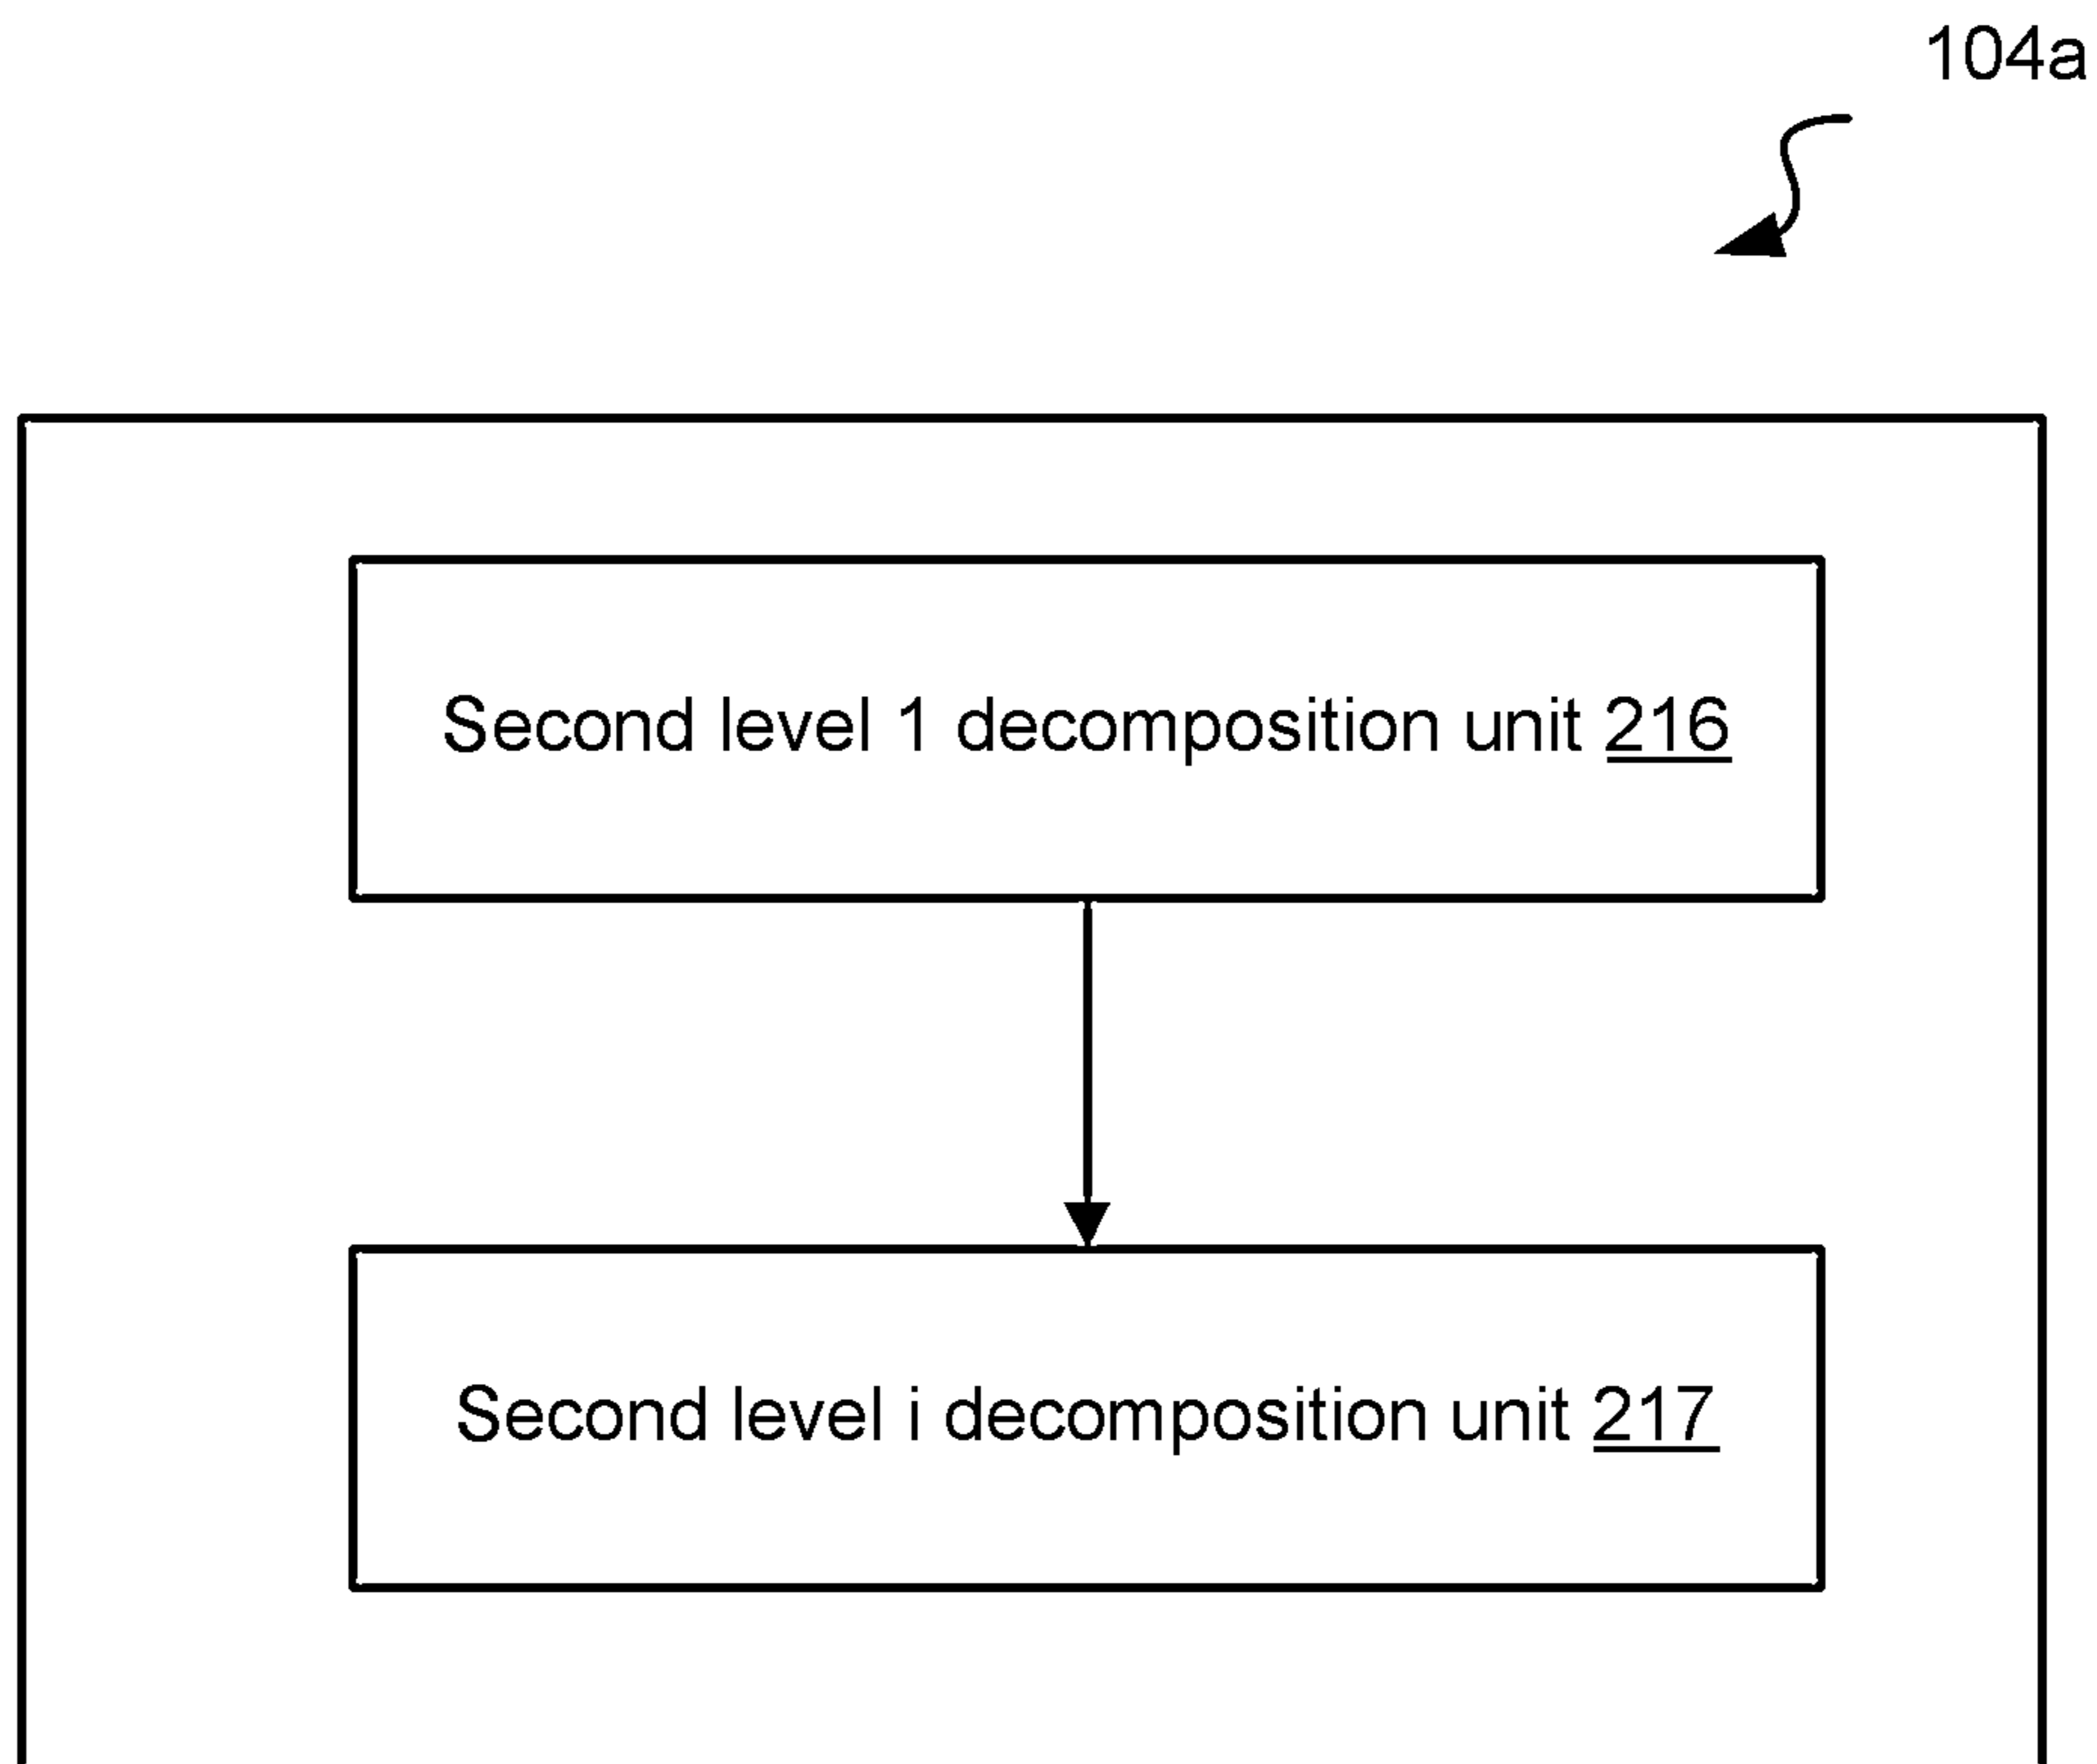 104a
Second level 1 decomposition unit 216
Second level i decomposition unit 217